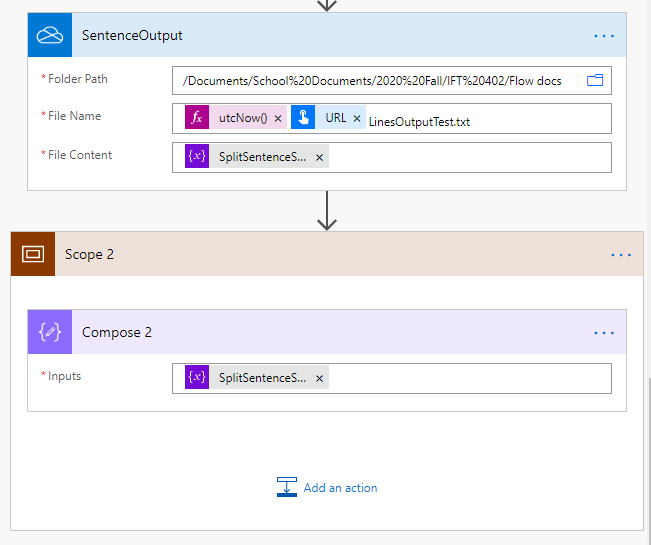 SentenceOutput
...
* Folder Path
/Documents/School%20Documents/2020%20Fall/IFT%20402/Flow docs
* File Name
fx utcNow() × URL × LinesOutputTest.txt
* File Content
{x} SplitSentenceS... ×
Scope 2
...
Compose 2
...
* Inputs
{x} SplitSentenceS... ×
Add an action